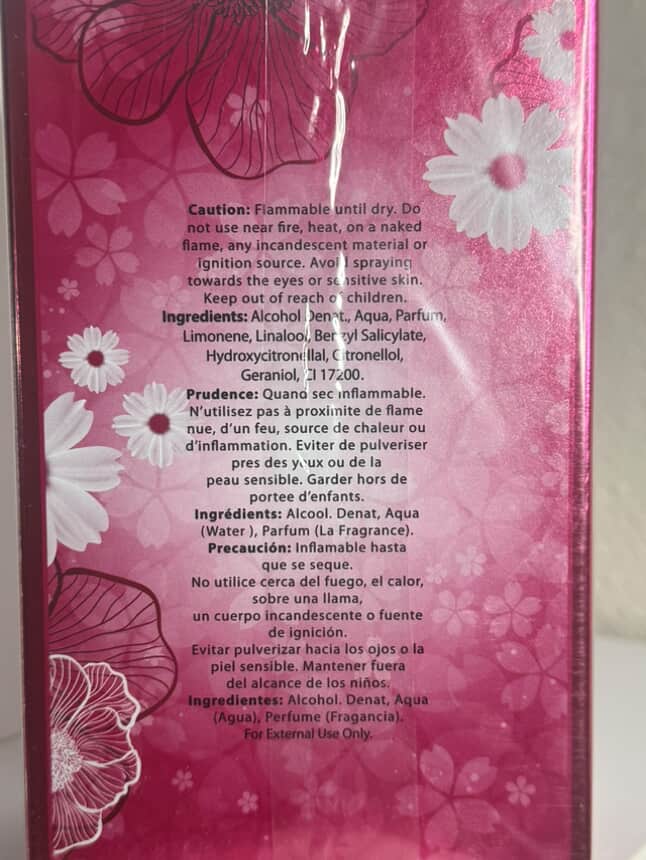 Caution: Flammable until dry. Do
not use near fire, heat, on a naked
flame, any incandescent material or
ignition source. Avoid spraying
towards the eyes or sensitive skin.
Keep out of reach of children.
Ingredients: Alcohol Denat., Aqua, Parfum,
Limonene, Linalool, Benzyl Salicylate,
Hydroxycitronellal, Citronellol,
Geraniol, CI 17200.
Prudence: Quand sec inflammable.
N'utilisez pas à proximite de flame
nue, d'un feu, source de chaleur ou
d'inflammation. Eviter de pulveriser
pres des yeux ou de la
peau sensible. Garder hors de
portee d'enfants.
Ingrédients: Alcool. Denat, Aqua
(Water ), Parfum (La Fragrance).
Precaución: Inflamable hasta
que se seque.
No utilice cerca del fuego, el calor,
sobre una llama,
un cuerpo incandescente o fuente
de ignición.
Evitar pulverizar hacia los ojos o la
piel sensible. Mantener fuera
del alcance de los niños.
Ingredientes: Alcohol. Denat, Aqua
(Agua), Perfume (Fragancia).
For External Use Only.